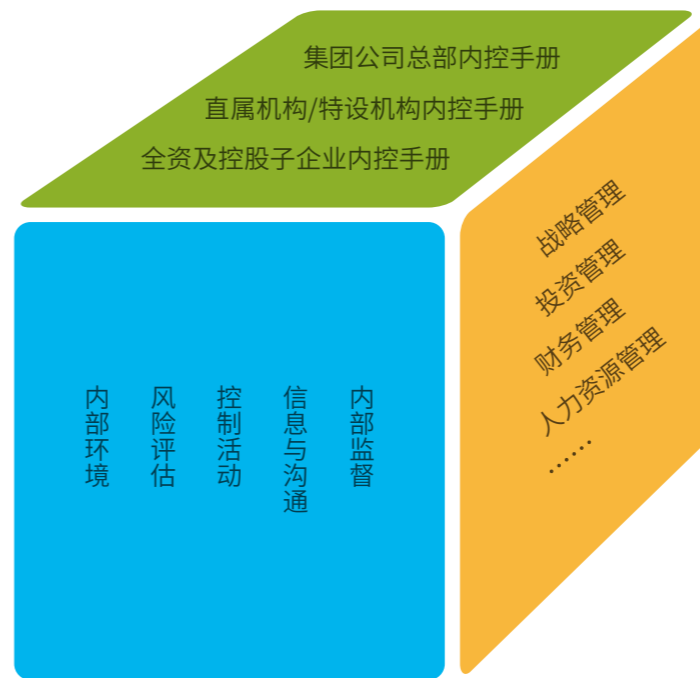 集团公司总部内控手册
直属机构/特设机构内控手册
全资及控股子企业内控手册
战略管理
投资管理
财务管理
人力资源管理
······
内部环境
风险评估
控制活动
信息与沟通
内部监督